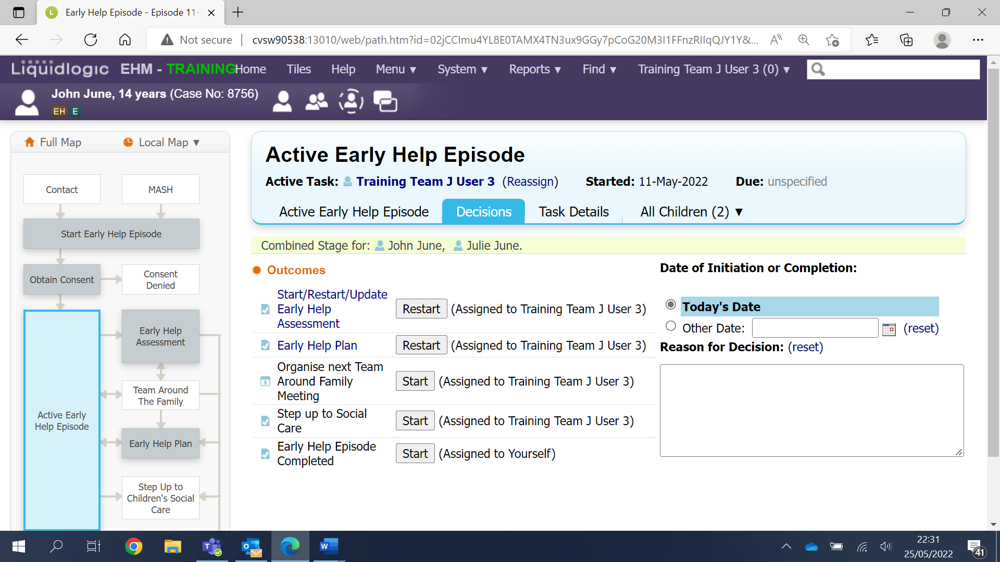 Early Help Episode - Episode 11-
Not secure
cvsw90538:13010/web/path.htm?id=02jCCImu4YL8E0TAMX4TN3ux9GGy7pCoG20M3I1FFnzRIIqQJY1Y&...
Liquidlogic EHM - TRAINING Home Tiles Help Menu ▼ System ▼ Reports ▼ Find ▼ Training Team J User 3 (0) ▼
John June, 14 years (Case No: 8756)
EH E
Full Map Local Map ▼
Contact
MASH
Start Early Help Episode
Obtain Consent
Consent
Denied
Early Help
Assessment
Team Around
The Family
Active Early
Help Episode
Early Help Plan
Step Up to
Children's Social
Care
Active Early Help Episode
Active Task: Training Team J User 3 (Reassign) Started: 11-May-2022 Due: unspecified
Active Early Help Episode Decisions Task Details All Children (2) ▼
Combined Stage for: John June, Julie June.
Outcomes
Start/Restart/Update
Early Help
Assessment
Restart (Assigned to Training Team J User 3)
Early Help Plan Restart (Assigned to Training Team J User 3)
Organise next Team
Around Family
Meeting
Start (Assigned to Training Team J User 3)
Step up to Social
Care
Start (Assigned to Training Team J User 3)
Early Help Episode
Completed
Start (Assigned to Yourself)
Date of Initiation or Completion:
Today's Date
Other Date: (reset)
Reason for Decision: (reset)
22:31
25/05/2022
41